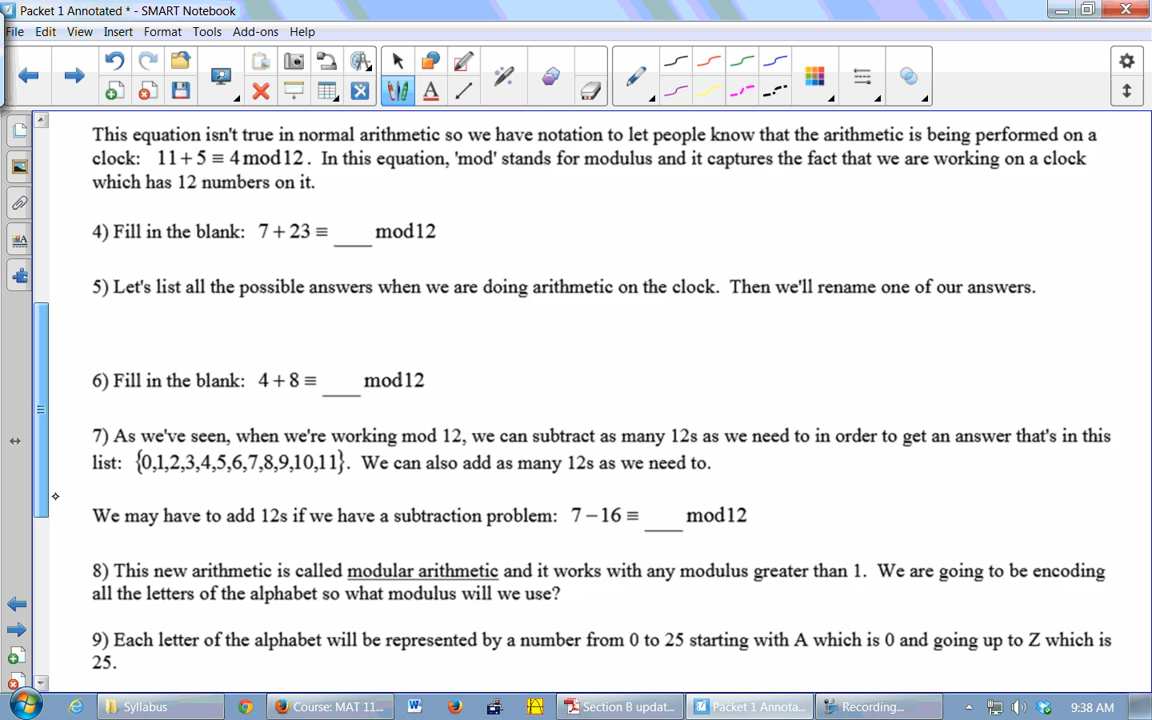 Packet 1 Annotated * - SMART Notebook
File Edit View Insert Format Tools Add-ons Help
This equation isn't true in normal arithmetic so we have notation to let people know that the arithmetic is being performed on a
clock: 11 + 5 ≡ 4 mod 12 . In this equation, 'mod' stands for modulus and it captures the fact that we are working on a clock
which has 12 numbers on it.
4) Fill in the blank: 7 + 23 ≡ ____ mod 12
5) Let's list all the possible answers when we are doing arithmetic on the clock. Then we'll rename one of our answers.
6) Fill in the blank: 4 + 8 ≡ ____ mod 12
7) As we've seen, when we're working mod 12, we can subtract as many 12s as we need to in order to get an answer that's in this
list: {0,1,2,3,4,5,6,7,8,9,10,11}. We can also add as many 12s as we need to.
We may have to add 12s if we have a subtraction problem: 7 − 16 ≡ ____ mod 12
8) This new arithmetic is called modular arithmetic and it works with any modulus greater than 1. We are going to be encoding
all the letters of the alphabet so what modulus will we use?
9) Each letter of the alphabet will be represented by a number from 0 to 25 starting with A which is 0 and going up to Z which is
25.
Syllabus Course: MAT 11... Section B updat... Packet 1 Annota... Recording... 9:38 AM